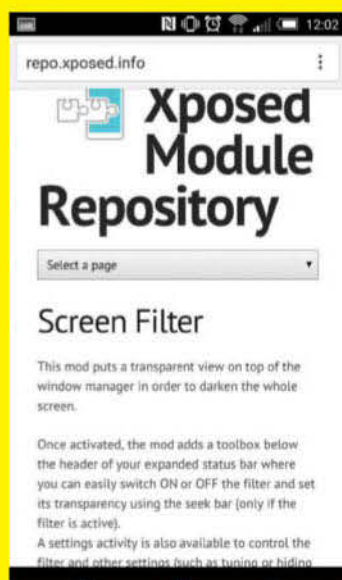 12:02
repo.xposed.info
Xposed
Module
Repository
Select a page
Screen Filter
This mod puts a transparent view on top of the
window manager in order to darken the whole
screen.
Once activated, the mod adds a toolbox below
the header of your expanded status bar where
you can easily switch ON or OFF the filter and set
its transparency using the seek bar (only if the
filter is active).
A settings activity is also available to control the
filter and other settings (such as tuning or hiding